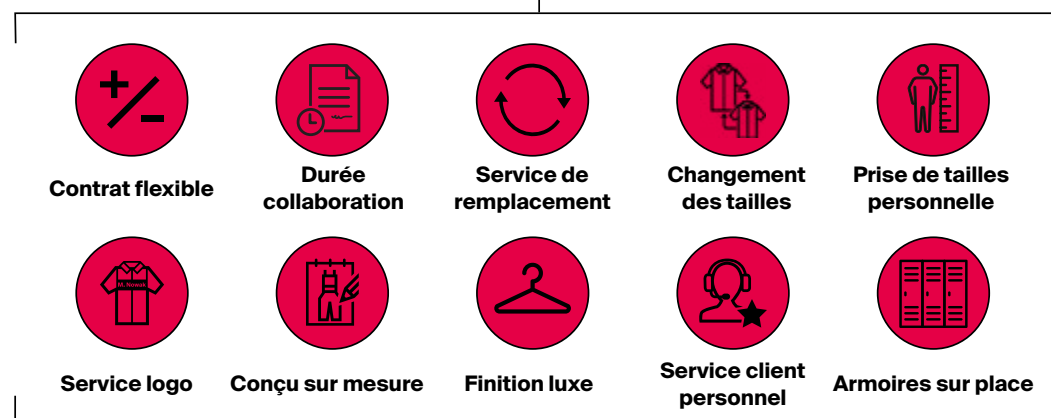 Contrat flexible
Durée
collaboration
Service de
remplacement
Changement
des tailles
Prise de tailles
personnelle
M. Nowak
Service logo
Conçu sur mesure
Finition luxe
Service client
personnel
Armoires sur place